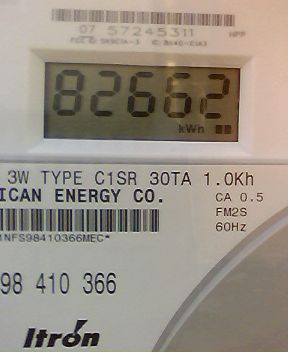 07 57245311
82662
kWh
3W TYPE C1SR 30TA 1.0Kh
ICAN ENERGY CO.
CA 0.5
FM2S
60Hz
1NFS98410366MEC*
98 410 366
Itron